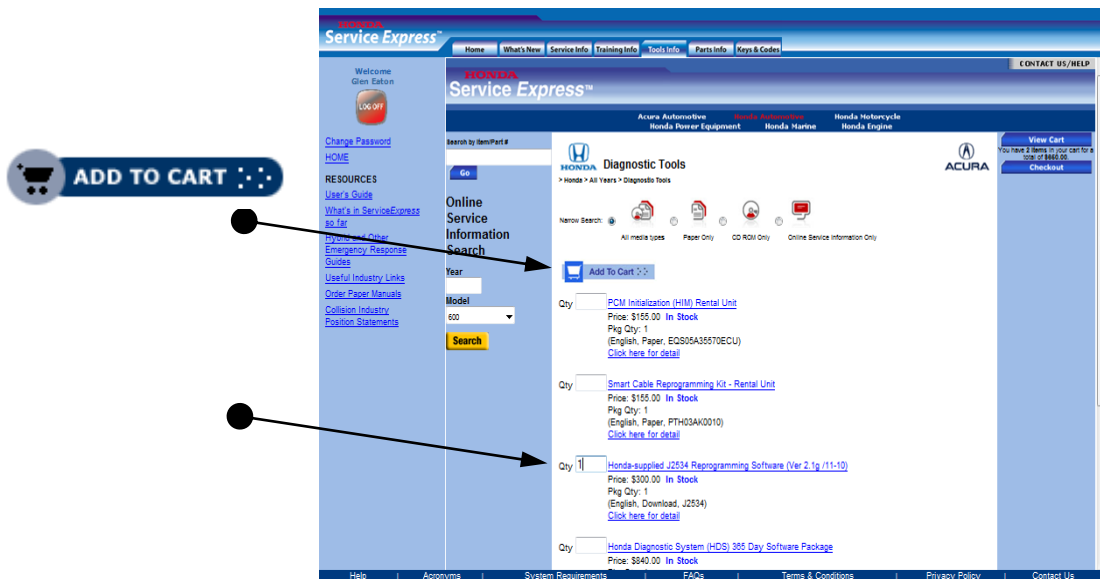 ADD TO CART
HONDA
Service Express™
Home What's New Service Info Training Info Tools Info Parts Info Keys & Codes
CONTACT US/HELP
Welcome
Glen Eaton
LOG OFF
Change Password
HOME
RESOURCES
User's Guide
What's in ServiceExpress
so far
Hybrid and Other
Emergency Response
Guides
Useful Industry Links
Order Paper Manuals
Collision Industry
Position Statements
HONDA
Service Express™
Acura Automotive Honda Automotive Honda Motorcycle
Honda Power Equipment Honda Marine Honda Engine
Search by Item/Part #
Go
Online
Service
Information
Search
Year
Model
600
Search
HONDA
Diagnostic Tools
ACURA
> Honda > All Years > Diagnostic Tools
Narrow Search:
All media types Paper Only CD ROM Only Online Service Information Only
Add To Cart
Qty PCM Initialization (HIM) Rental Unit
Price: $155.00 In Stock
Pkg Qty: 1
(English, Paper, EQS05A35570ECU)
Click here for detail
Qty Smart Cable Reprogramming Kit - Rental Unit
Price: $155.00 In Stock
Pkg Qty: 1
(English, Paper, PTH03AK0010)
Click here for detail
Qty 1 Honda-supplied J2534 Reprogramming Software (Ver 2.1g /11-10)
Price: $300.00 In Stock
Pkg Qty: 1
(English, Download, J2534)
Click here for detail
Qty Honda Diagnostic System (HDS) 365 Day Software Package
Price: $840.00 In Stock
View Cart
You have 2 items in your cart for a
total of $660.00.
Checkout
Help | Acronyms | System Requirements | FAQs | Terms & Conditions | Privacy Policy | Contact Us